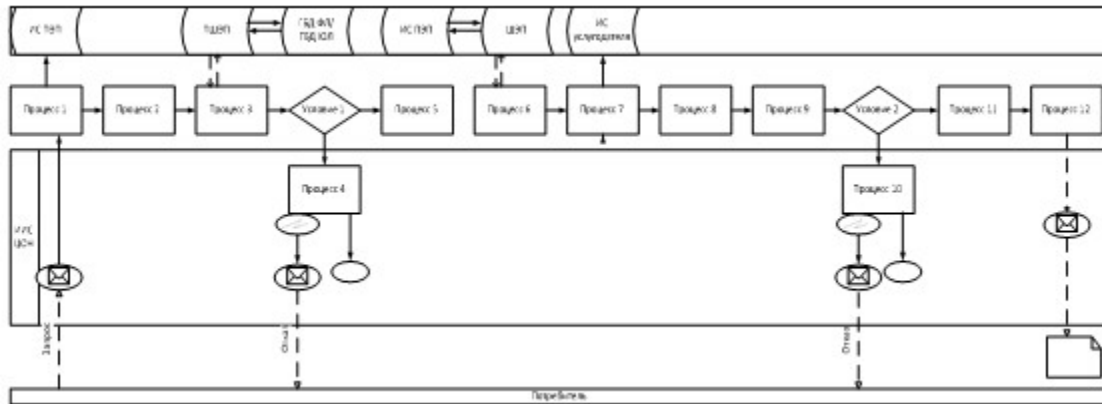 ИС ПЭП
ПШЭП
ГБД ФЛ/
ГБД ЮЛ
ИС ПЭП
ШЭП
ИС
услугодателя
Процесс 1
Процесс 2
Процесс 3
Условие 1
Процесс 5
Процесс 6
Процесс 7
Процесс 8
Процесс 9
Условие 2
Процесс 11
Процесс 12
Процесс 4
Процесс 10
ИИС
ЦОН
Запрос
Отказ
Отказ
Потребитель